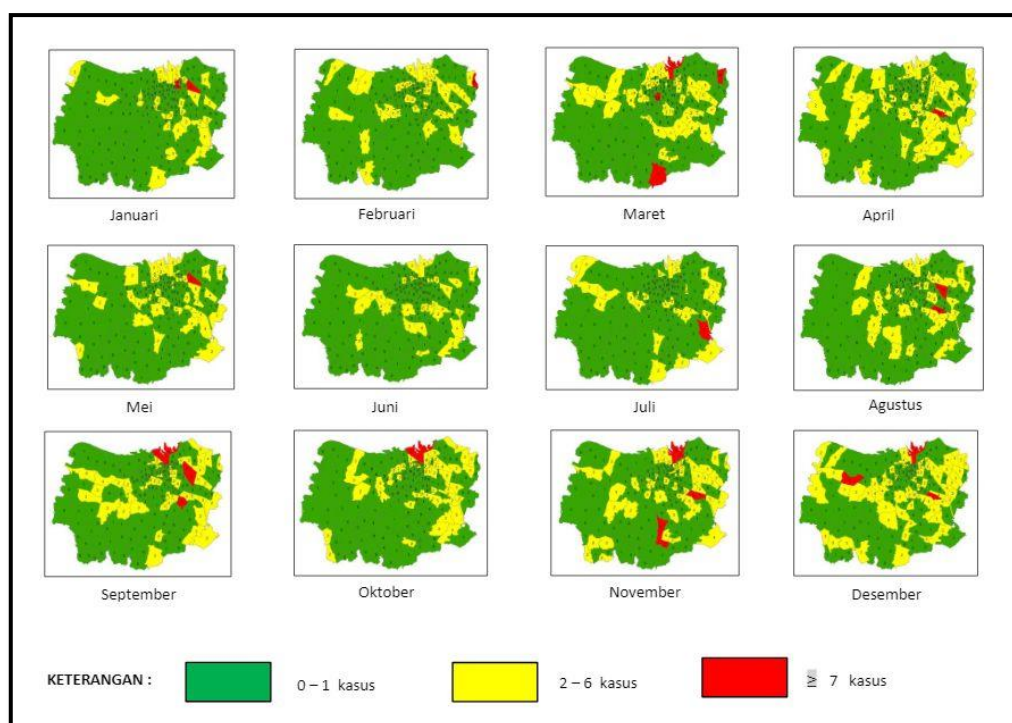 Januari
Februari
Maret
April
Mei
Juni
Juli
Agustus
September
Oktober
November
Desember
KETERANGAN :
0 – 1 kasus
2 – 6 kasus
≥ 7 kasus